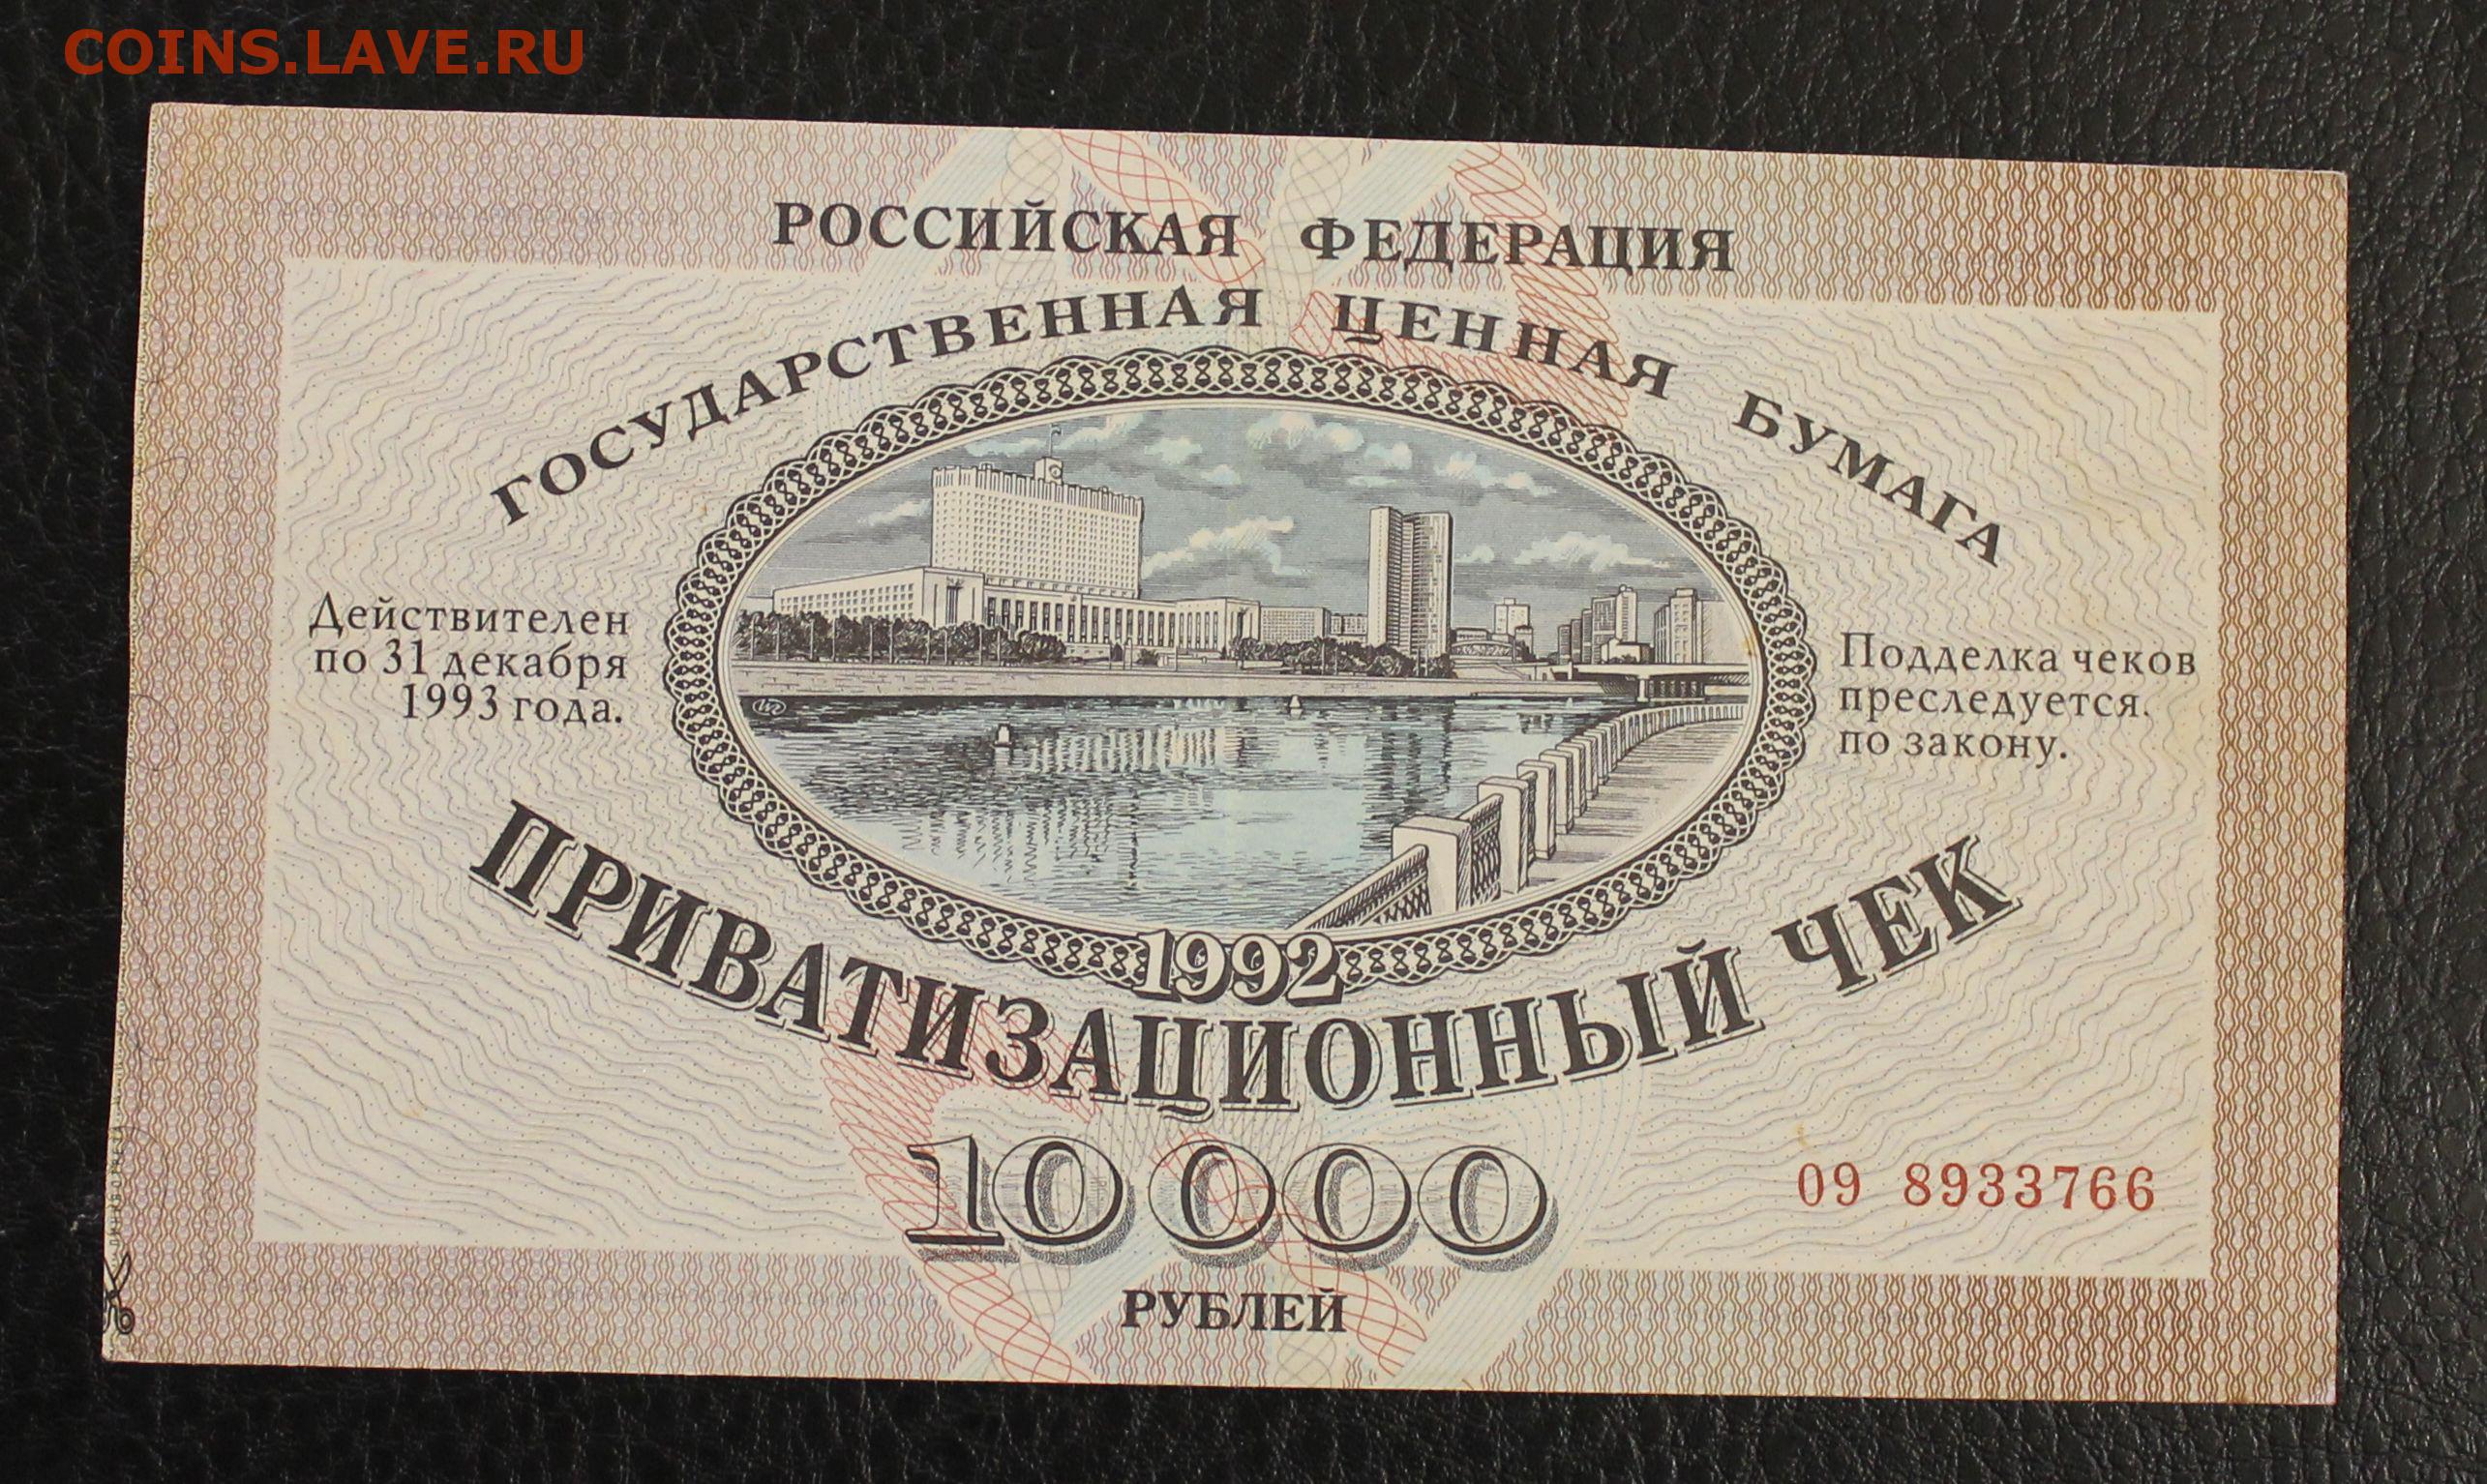 COINS.LAVE.RU
РОССИЙСКАЯ ФЕДЕРАЦИЯ
ГОСУДАРСТВЕННАЯ ЦЕННАЯ БУМАГА
Действителен
по 31 декабря
1993 года.
Подделка чеков
преследуется
по закону.
1992
ПРИВАТИЗАЦИОННЫЙ ЧЕК
10 000
09 8933766
РУБЛЕЙ